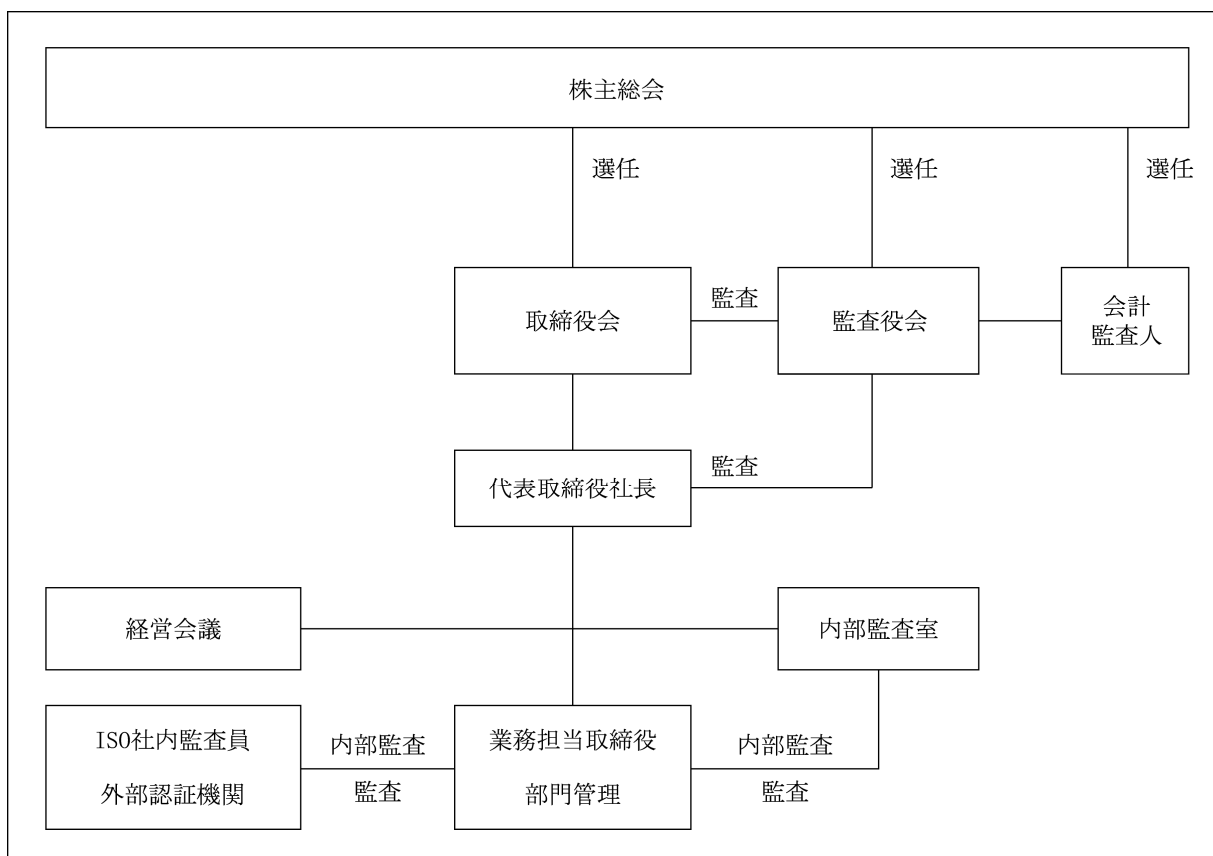 株主総会
選任
選任
選任
取締役会
監査
監査役会
会計
監査人
代表取締役社長
監査
経営会議
内部監査室
ISO社内監査員
外部認証機関
内部監査
監査
業務担当取締役
部門管理
内部監査
監査